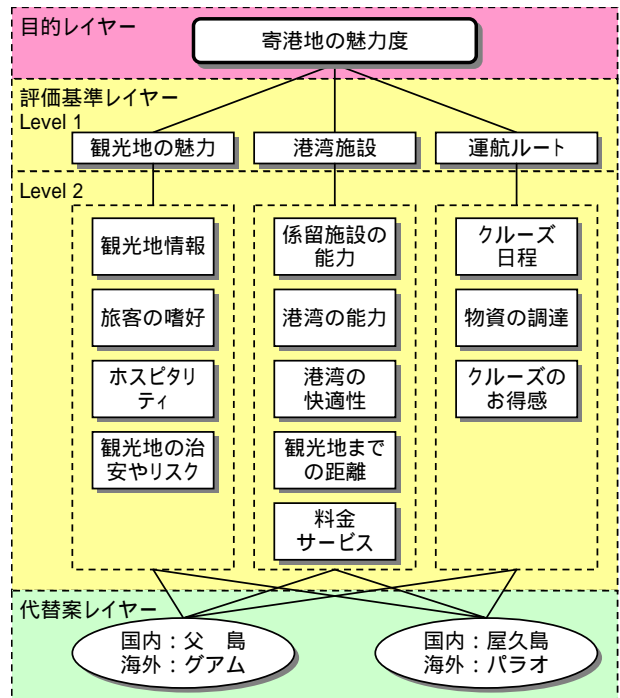 目的レイヤー
寄港地の魅力度
評価基準レイヤー
Level 1
観光地の魅力
港湾施設
運航ルート
Level 2
観光地情報
旅客の嗜好
ホスピタリ
ティ
観光地の治
安やリスク
係留施設の
能力
港湾の能力
港湾の
快適性
観光地まで
の距離
料金
サービス
クルーズ
日程
物資の調達
クルーズの
お得感
代替案レイヤー
国内：父　島
海外：グアム
国内：屋久島
海外：パラオ